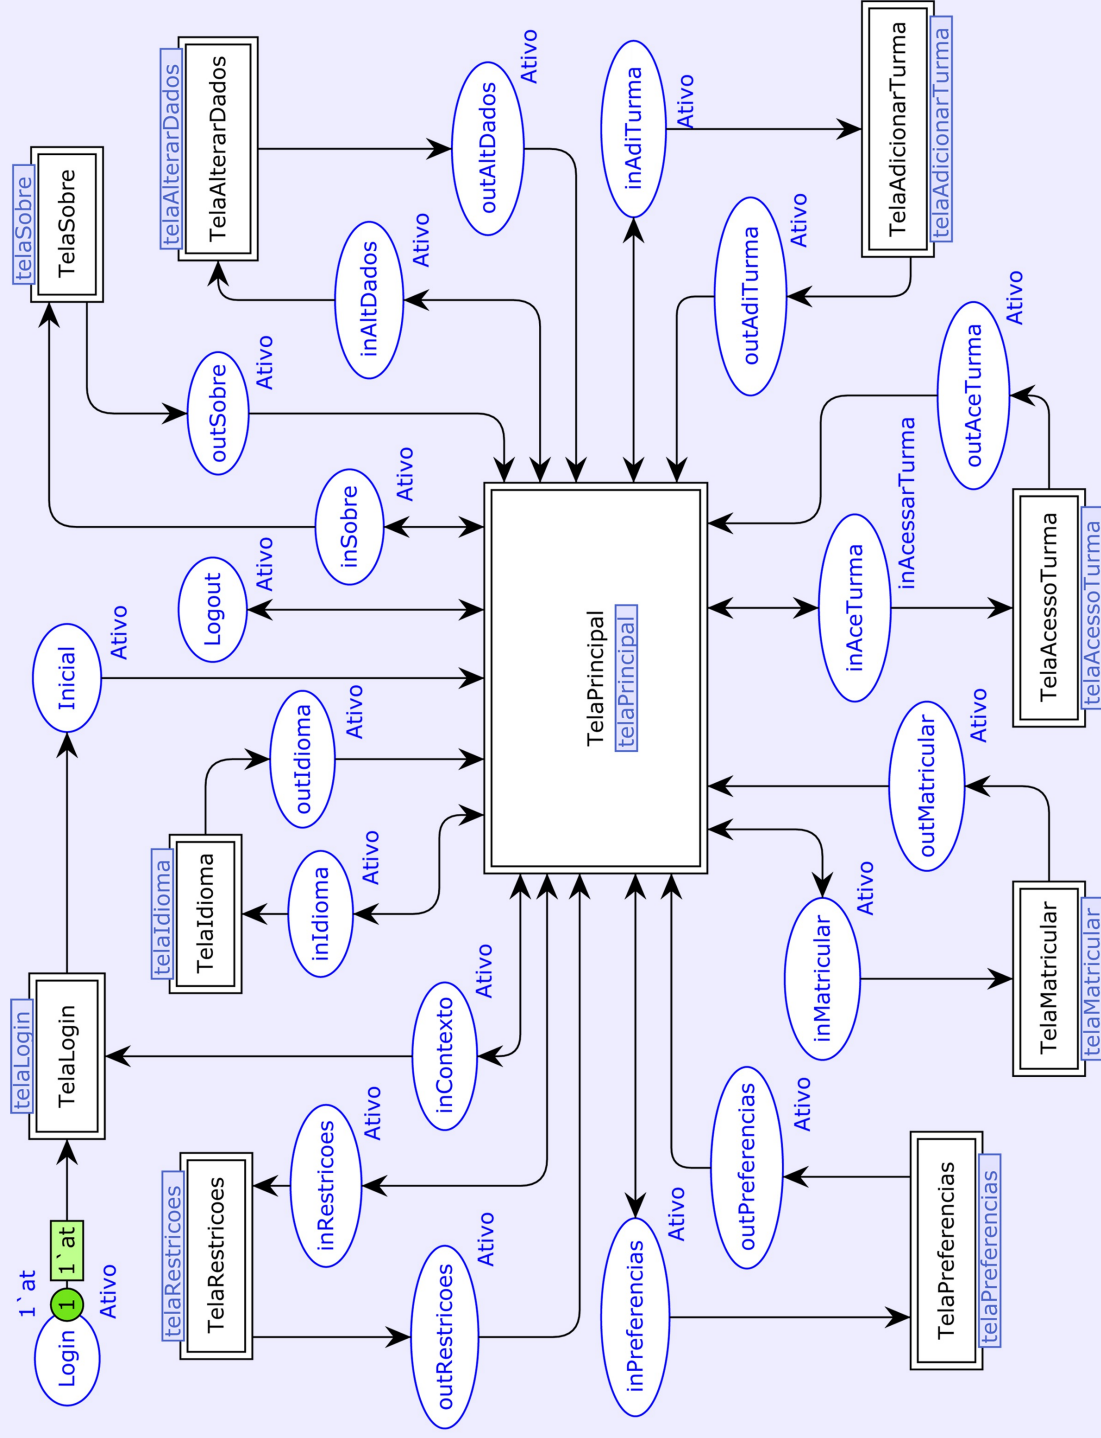 1`at
Login
1
1`at
Ativo
telaLogin
TelaLogin
Inicial
Ativo
telaSobre
TelaSobre
telaRestricoes
TelaRestricoes
telaIdioma
TelaIdioma
Logout
Ativo
outSobre
Ativo
telaAlterarDados
TelaAlterarDados
inRestricoes
Ativo
inIdioma
Ativo
outIdioma
Ativo
inSobre
Ativo
inAltDados
Ativo
outRestricoes
Ativo
inContexto
Ativo
outAltDados
Ativo
TelaPrincipal
telaPrincipal
inPreferencias
Ativo
inAdiTurma
Ativo
outPreferencias
Ativo
outAdiTurma
Ativo
inMatricular
Ativo
inAceTurma
inAcessarTurma
TelaAdicionarTurma
telaAdicionarTurma
TelaPreferencias
telaPreferencias
outMatricular
Ativo
outAceTurma
Ativo
TelaMatricular
telaMatricular
TelaAcessoTurma
telaAcessoTurma